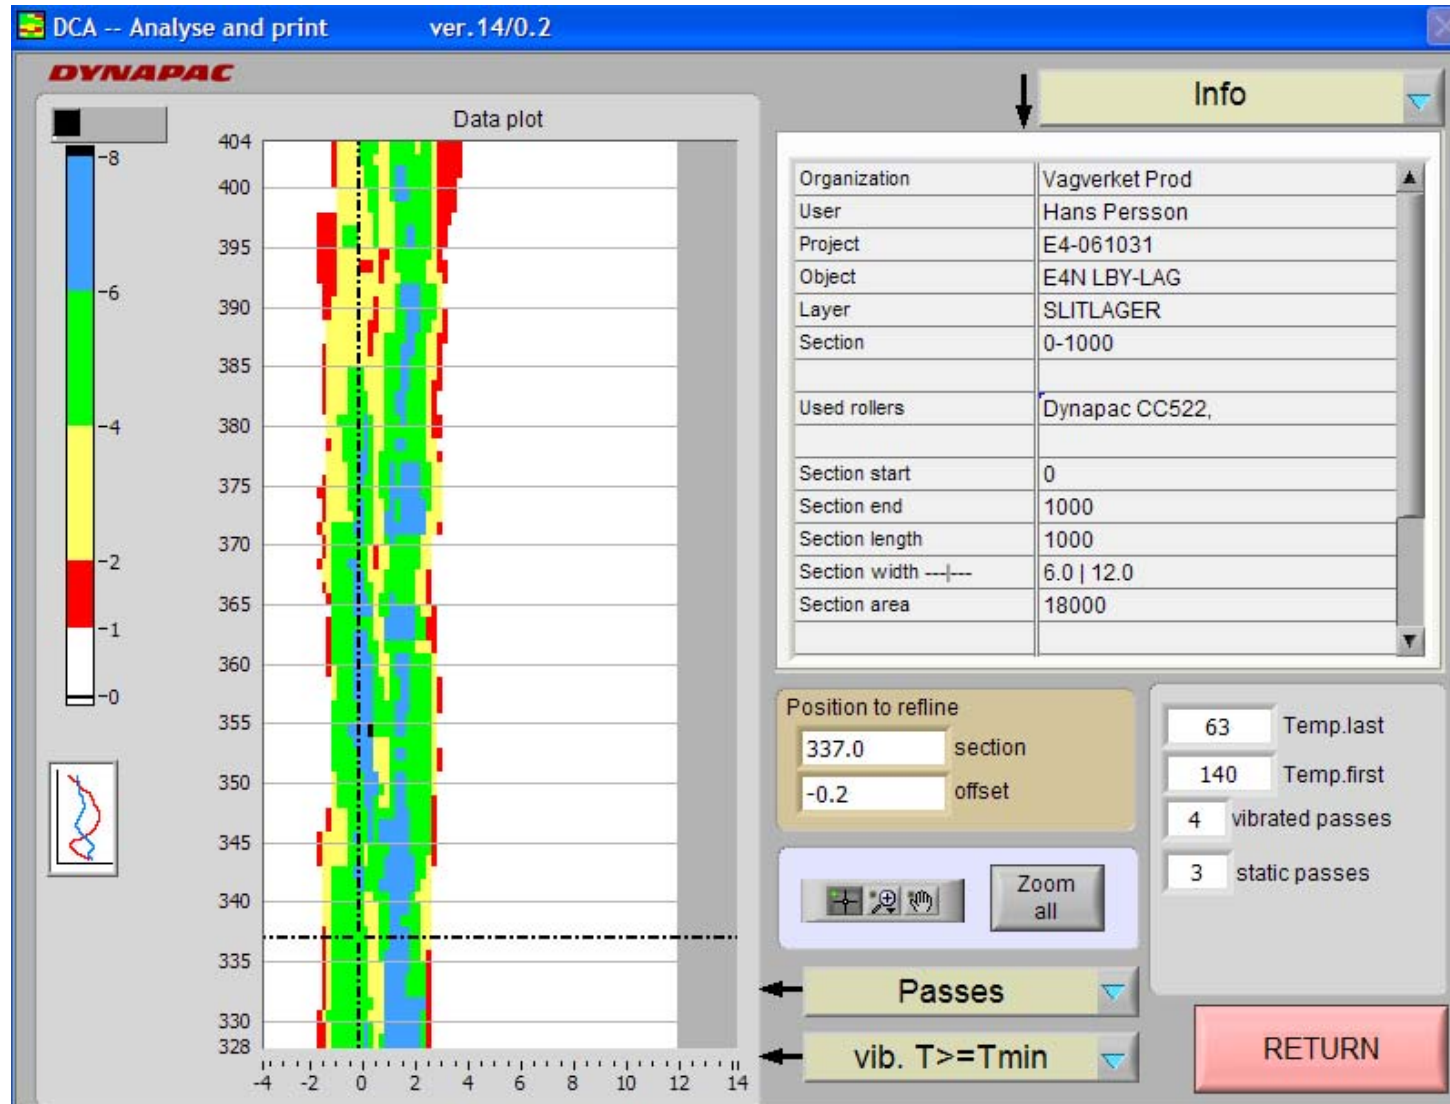 DCA -- Analyse and print ver.14/0.2
DYNAPAC
Info
Data plot
-8
-6
-4
-2
-1
-0
404
400
395
390
385
380
375
370
365
360
355
350
345
340
335
330
328
-4 -2 0 2 4 6 8 10 12 14
Organization Vagverket Prod
User Hans Persson
Project E4-061031
Object E4N LBY-LAG
Layer SLITLAGER
Section 0-1000
Used rollers Dynapac CC522,
Section start 0
Section end 1000
Section length 1000
Section width ---|--- 6.0 | 12.0
Section area 18000
Position to refline
337.0 section
-0.2 offset
63 Temp.last
140 Temp.first
4 vibrated passes
3 static passes
Zoom
all
Passes
vib. T>=Tmin
RETURN